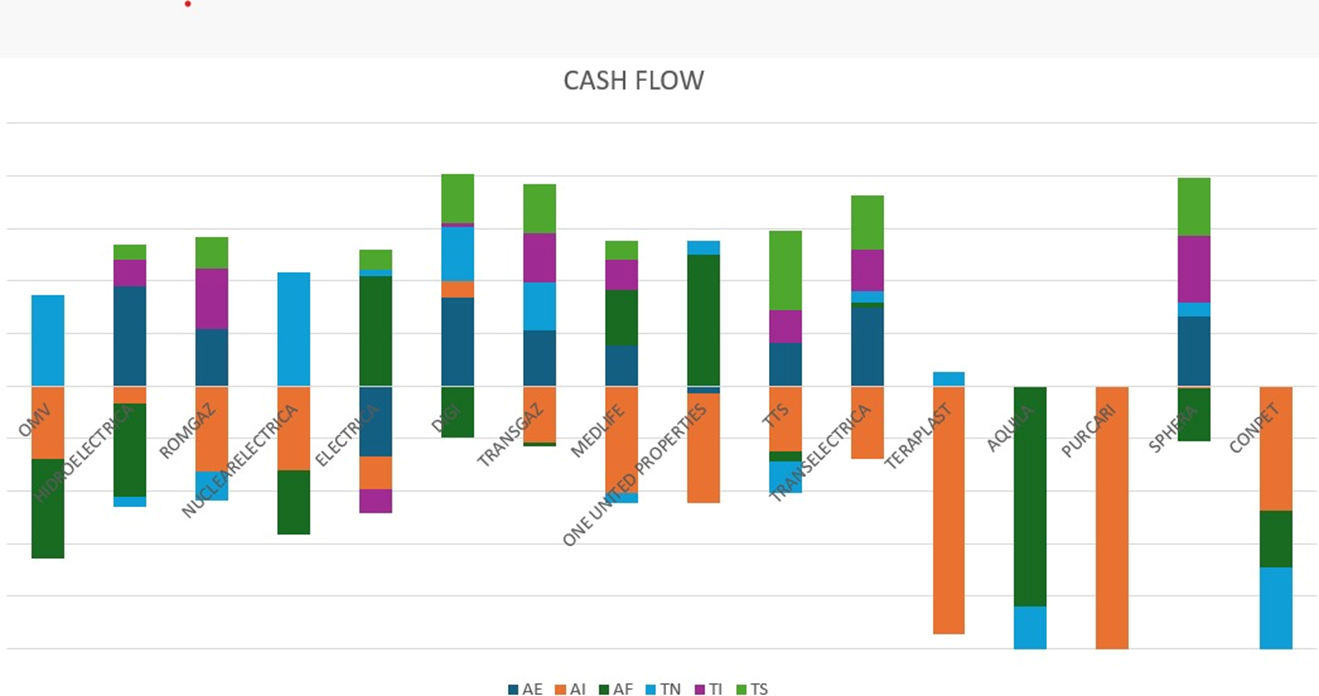 CASH FLOW
OMV
HIDROELECTRICA
ROMGAZ
NUCLEARELECTRICA
ELECTRICA
DIGI
TRANSGAZ
MEDLIFE
ONE UNITED PROPERTIES
TTS
TRANSELECTRICA
TERAPLAST
AQUILA
PURCARI
SPHERA
CONPET
AE AI AF TN TI TS